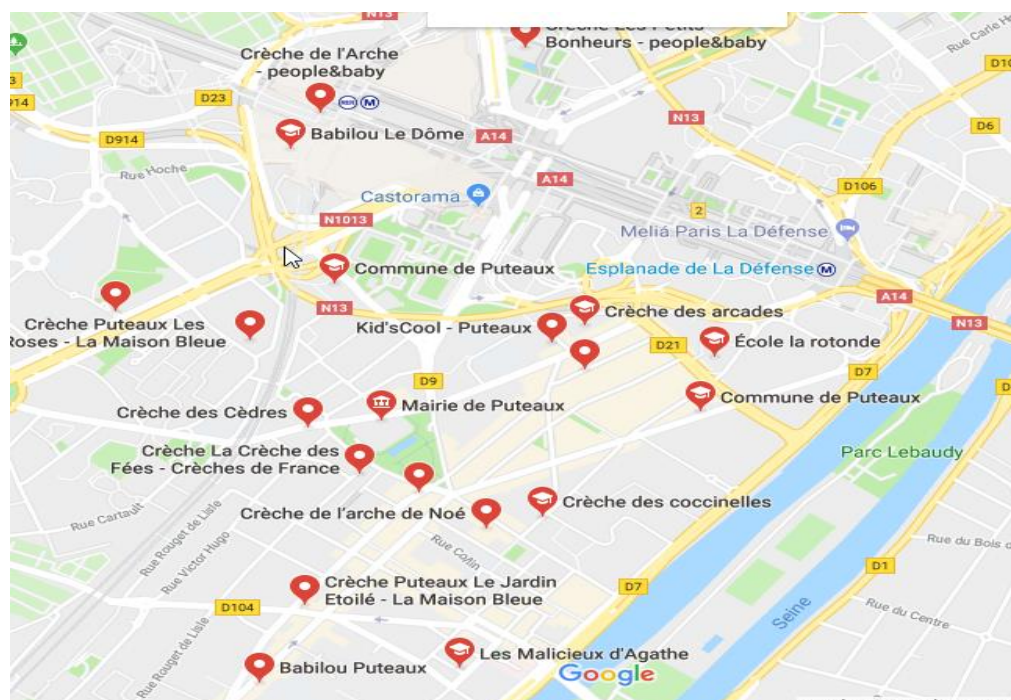 N13
Crèche Les Petits
Bonheurs - people&baby
Rue Carle He
Crèche de l'Arche
- people&baby
D10
3
914
D23
N13
Babilou Le Dôme
A14
D6
D914
Rue Hoche
A14
D106
Castorama
2
N1013
Meliá Paris La Défense
Commune de Puteaux
Esplanade de La Défense
A14
N13
Crèche des arcades
N13
Crèche Puteaux Les
Roses - La Maison Bleue
Kid'sCool - Puteaux
D21
École la rotonde
D7
D9
Commune de Puteaux
Crèche des Cèdres
Mairie de Puteaux
Crèche La Crèche des
Fées - Crèches de France
Parc Lebaudy
Crèche des coccinelles
Crèche de l'arche de Noé
Rue Cartault
Rue Rouget de Lisle
Rue Victor Hugo
Rue Collin
Rue du Bois d
D1
Crèche Puteaux Le Jardin
Etoilé - La Maison Bleue
D7
D104
Seine
Rue du Centre
Rue Rouget de Lisle
Les Malicieux d'Agathe
Babilou Puteaux
Google